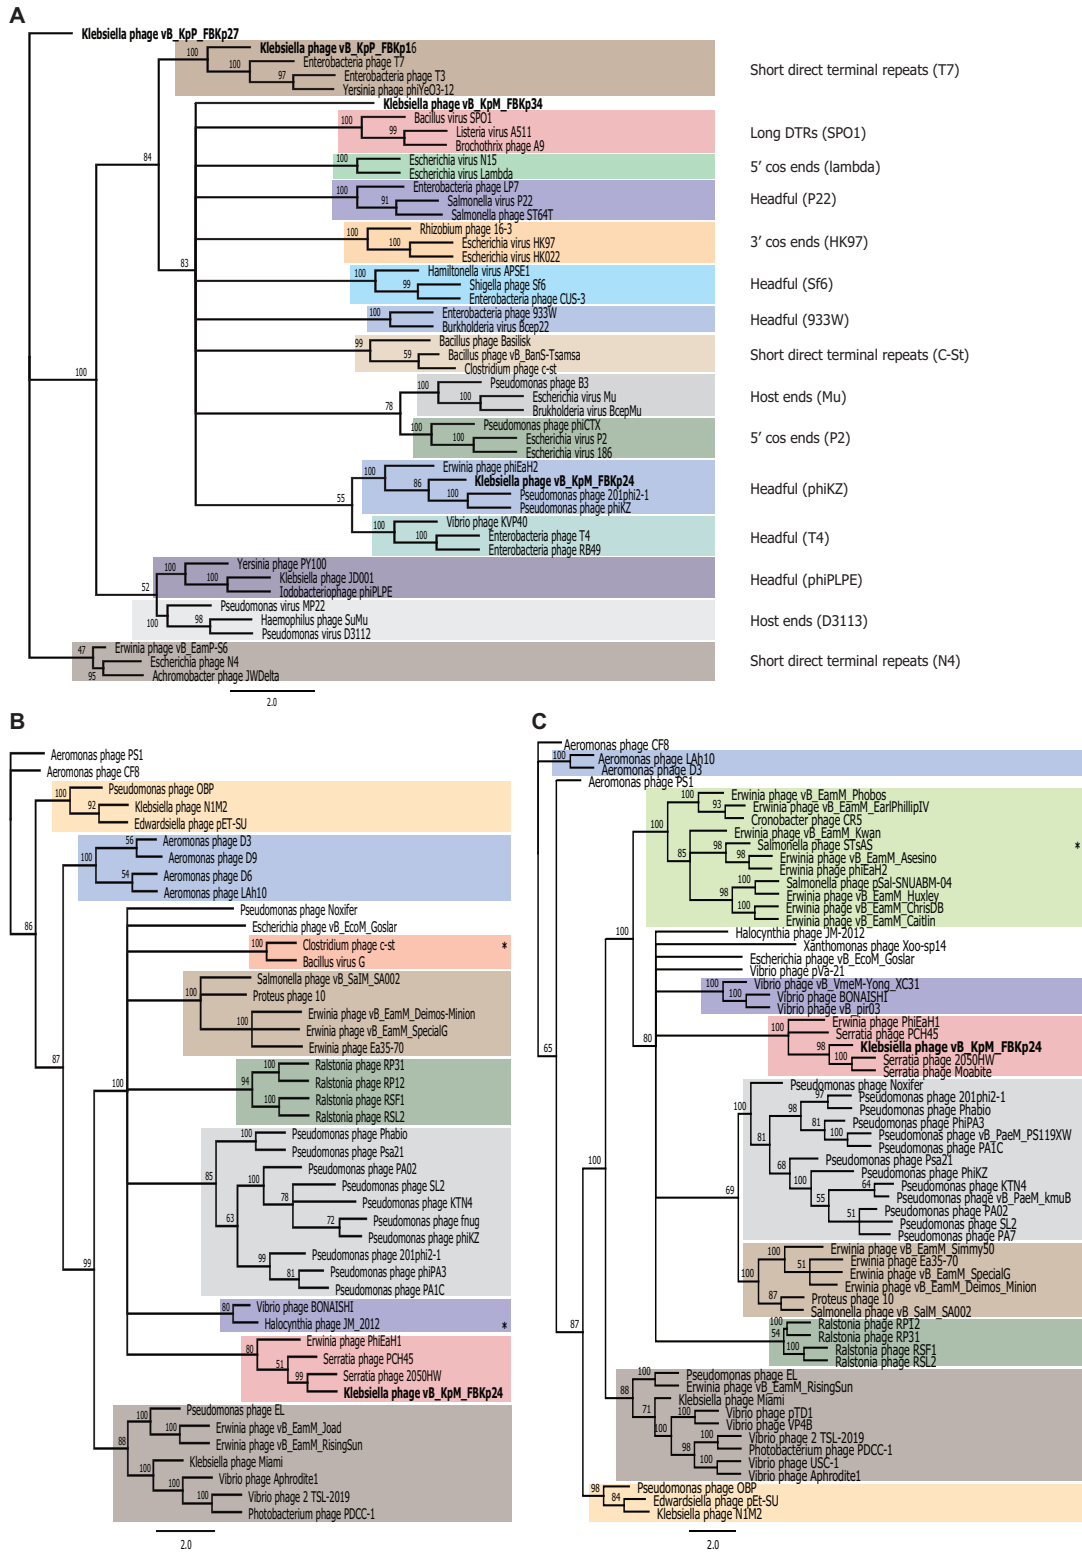 A
Klebsiella phage vB_KpP_FBKp27
100
Klebsiella phage vB_KpP_FBKp16
100
Enterobacteria phage T7
97
Enterobacteria phage T3
Yersinia phage phiYeO3-12
Short direct terminal repeats (T7)
Klebsiella phage vB_KpM_FBKp34
100
Bacillus virus SPO1
99
Listeria virus A511
Brochothrix phage A9
Long DTRs (SPO1)
84
100
Escherichia virus N15
Escherichia virus Lambda
5′ cos ends (lambda)
100
Enterobacteria phage LP7
91
Salmonella virus P22
Salmonella phage ST64T
Headful (P22)
100
Rhizobium phage 16-3
100
Escherichia virus HK97
Escherichia virus HK022
3′ cos ends (HK97)
83
100
Hamiltonella virus APSE1
99
Shigella phage Sf6
Enterobacteria phage CUS-3
Headful (Sf6)
100
Enterobacteria phage 933W
Burkholderia virus Bcep22
Headful (933W)
99
Bacillus phage Basilisk
59
Bacillus phage vB_BanS-Tsamsa
Clostridium phage c-st
Short direct terminal repeats (C-St)
100
78
100
Pseudomonas phage B3
100
Escherichia virus Mu
Brukholderia virus BcepMu
Host ends (Mu)
100
Pseudomonas phage phiCTX
100
Escherichia virus P2
Escherichia virus 186
5′ cos ends (P2)
55
100
Erwinia phage phiEaH2
86
Klebsiella phage vB_KpM_FBKp24
100
Pseudomonas phage 201phi2-1
Pseudomonas phage phiKZ
Headful (phiKZ)
100
Vibrio phage KVP40
100
Enterobacteria phage T4
Enterobacteria phage RB49
Headful (T4)
52
100
Yersinia phage PY100
100
Klebsiella phage JD001
Iodobacteriophage phiPLPE
Headful (phiPLPE)
100
Pseudomonas virus MP22
98
Haemophilus phage SuMu
Pseudomonas virus D3112
Host ends (D3113)
47
Erwinia phage vB_EamP-S6
95
Escherichia phage N4
Achromobacter phage JWDelta
Short direct terminal repeats (N4)
2.0
B
Aeromonas phage PS1
Aeromonas phage CF8
100
Pseudomonas phage OBP
92
Klebsiella phage N1M2
Edwardsiella phage pET-SU
86
100
56
Aeromonas phage D3
Aeromonas phage D9
54
Aeromonas phage D6
Aeromonas phage LAh10
87
Pseudomonas phage Noxifer
Escherichia phage vB_EcoM_Goslar
100
Clostridium phage c-st
*
Bacillus virus G
100
Salmonella phage vB_SalM_SA002
Proteus phage 10
100
Erwinia phage vB_EamM_Deimos-Minion
Erwinia phage vB_EamM_SpecialG
Erwinia phage Ea35-70
100
94
100
Ralstonia phage RP31
Ralstonia phage RP12
100
Ralstonia phage RSF1
Ralstonia phage RSL2
85
100
Pseudomonas phage Phabio
Pseudomonas phage Psa21
63
100
Pseudomonas phage PA02
78
Pseudomonas phage SL2
Pseudomonas phage KTN4
72
Pseudomonas phage fnug
Pseudomonas phage phiKZ
99
Pseudomonas phage 201phi2-1
81
Pseudomonas phage phiPA3
Pseudomonas phage PA1C
99
80
Vibrio phage BONAISHI
Halocynthia phage JM_2012
*
80
Erwinia phage PhiEaH1
51
Serratia phage PCH45
99
Serratia phage 2050HW
Klebsiella phage vB_KpM_FBKp24
88
100
Pseudomonas phage EL
100
Erwinia phage vB_EamM_Joad
Erwinia phage vB_EamM_RisingSun
100
Klebsiella phage Miami
100
Vibrio phage Aphrodite1
100
Vibrio phage 2 TSL-2019
Photobacterium phage PDCC-1
2.0
C
Aeromonas phage CF8
100
Aeromonas phage LAh10
Aeromonas phage D3
Aeromonas phage PS1
65
100
100
100
Erwinia phage vB_EamM_Phobos
93
Erwinia phage vB_EamM_EarlPhillipIV
Cronobacter phage CR5
85
Erwinia phage vB_EamM_Kwan
98
Salmonella phage STsAS
*
98
Erwinia phage vB_EamM_Asesino
Erwinia phage phiEaH2
98
100
Salmonella phage pSal-SNUABM-04
Erwinia phage vB_EamM_Huxley
100
Erwinia phage vB_EamM_ChrisDB
Erwinia phage vB_EamM_Caitlin
80
Halocynthia phage JM-2012
Xanthomonas phage Xoo-sp14
Escherichia phage vB_EcoM_Goslar
Vibrio phage pVa-21
100
Vibrio phage vB_VmeM-Yong_XC31
100
Vibrio phage BONAISHI
Vibrio phage vB_pir03
100
Erwinia phage PhiEaH1
Serratia phage PCH45
98
Klebsiella phage vB_KpM_FBKp24
100
Serratia phage 2050HW
Serratia phage Moabite
69
100
Pseudomonas phage Noxifer
81
98
97
Pseudomonas phage 201phi2-1
Pseudomonas phage Phabio
81
Pseudomonas phage PhiPA3
100
Pseudomonas phage vB_PaeM_PS119XW
Pseudomonas phage PA1C
68
Pseudomonas phage Psa21
100
Pseudomonas phage PhiKZ
55
64
Pseudomonas phage KTN4
Pseudomonas phage vB_PaeM_kmuB
51
Pseudomonas phage PA02
Pseudomonas phage SL2
Pseudomonas phage PA7
100
100
Erwinia phage vB_EamM_Simmy50
51
Erwinia phage Ea35-70
Erwinia phage vB_EamM_SpecialG
Erwinia phage vB_EamM_Deimos_Minion
87
Proteus phage 10
Salmonella phage vB_SalM_SA002
100
54
Ralstonia phage RP12
Ralstonia phage RP31
100
Ralstonia phage RSF1
Ralstonia phage RSL2
87
88
100
Pseudomonas phage EL
Erwinia phage vB_EamM_RisingSun
71
Klebsiella phage Miami
100
100
Vibrio phage pTD1
Vibrio phage VP4B
98
100
Vibrio phage 2 TSL-2019
Photobacterium phage PDCC-1
100
Vibrio phage USC-1
Vibrio phage Aphrodite1
98
Pseudomonas phage OBP
84
Edwardsiella phage pEt-SU
Klebsiella phage N1M2
2.0